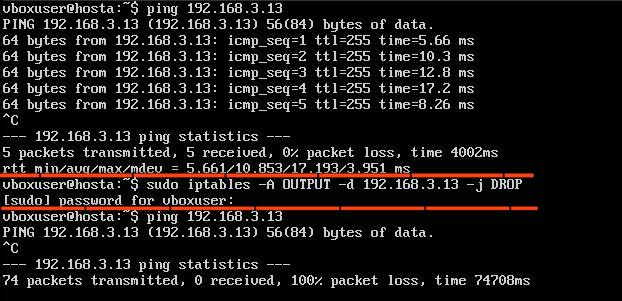 vboxuser@hosta:~$ ping 192.168.3.13
PING 192.168.3.13 (192.168.3.13) 56(84) bytes of data.
64 bytes from 192.168.3.13: icmp_seq=1 ttl=255 time=5.66 ms
64 bytes from 192.168.3.13: icmp_seq=2 ttl=255 time=10.3 ms
64 bytes from 192.168.3.13: icmp_seq=3 ttl=255 time=12.8 ms
64 bytes from 192.168.3.13: icmp_seq=4 ttl=255 time=17.2 ms
64 bytes from 192.168.3.13: icmp_seq=5 ttl=255 time=8.26 ms
^C
--- 192.168.3.13 ping statistics ---
5 packets transmitted, 5 received, 0% packet loss, time 4002ms
rtt min/avg/max/mdev = 5.661/10.853/17.193/3.951 ms
vboxuser@hosta:~$ sudo iptables -A OUTPUT -d 192.168.3.13 -j DROP
[sudo] password for vboxuser:
vboxuser@hosta:~$ ping 192.168.3.13
PING 192.168.3.13 (192.168.3.13) 56(84) bytes of data.
^C
--- 192.168.3.13 ping statistics ---
74 packets transmitted, 0 received, 100% packet loss, time 74708ms